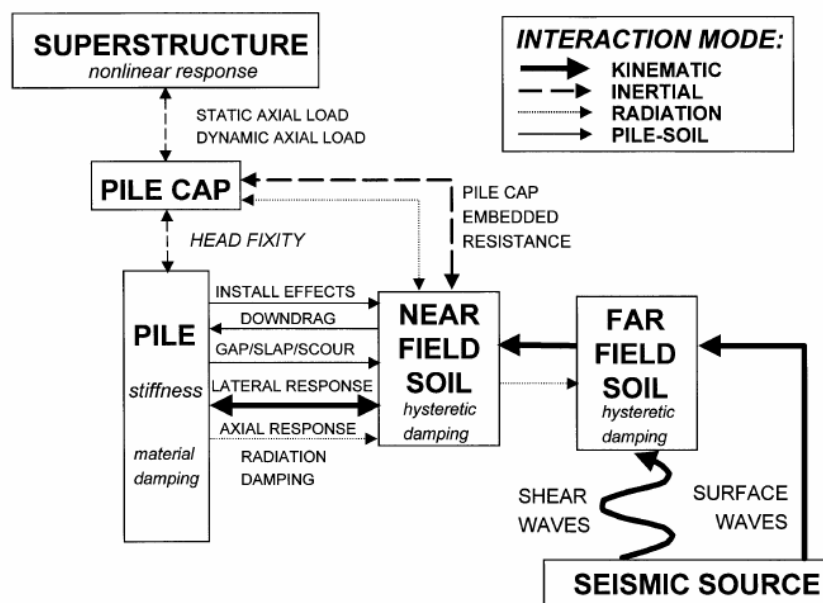 SUPERSTRUCTURE
nonlinear response
INTERACTION MODE:
KINEMATIC
INERTIAL
RADIATION
PILE-SOIL
STATIC AXIAL LOAD
DYNAMIC AXIAL LOAD
PILE CAP
PILE CAP
EMBEDDED
RESISTANCE
HEAD FIXITY
PILE
stiffness
material
damping
INSTALL EFFECTS
DOWNDRAG
GAP/SLAP/SCOUR
LATERAL RESPONSE
AXIAL RESPONSE
RADIATION
DAMPING
NEAR
FIELD
SOIL
hysteretic
damping
FAR
FIELD
SOIL
hysteretic
damping
SHEAR
WAVES
SURFACE
WAVES
SEISMIC SOURCE